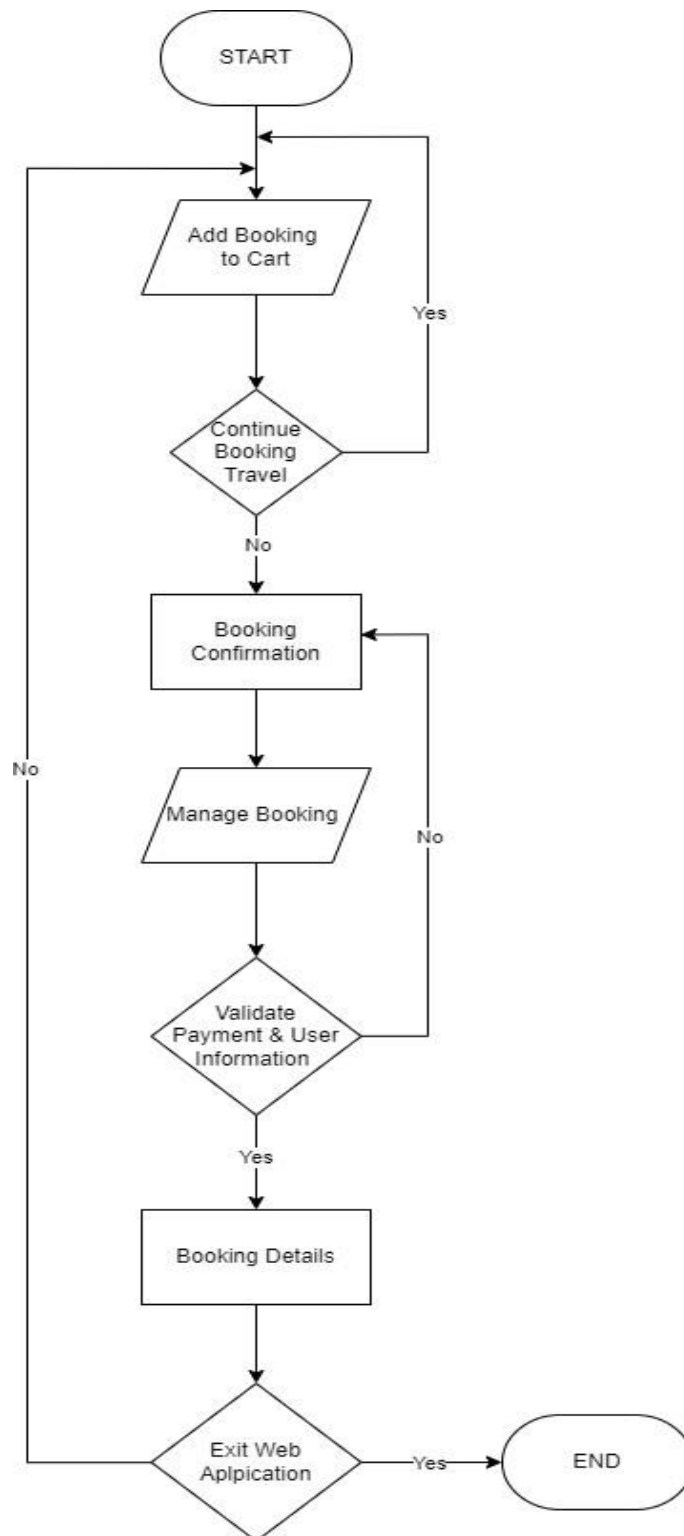 START
Add Booking
to Cart
Yes
Continue
Booking
Travel
No
Booking
Confirmation
No
Manage Booking
No
Validate
Payment & User
Information
Yes
Booking Details
Exit Web
Aplpication
Yes
END